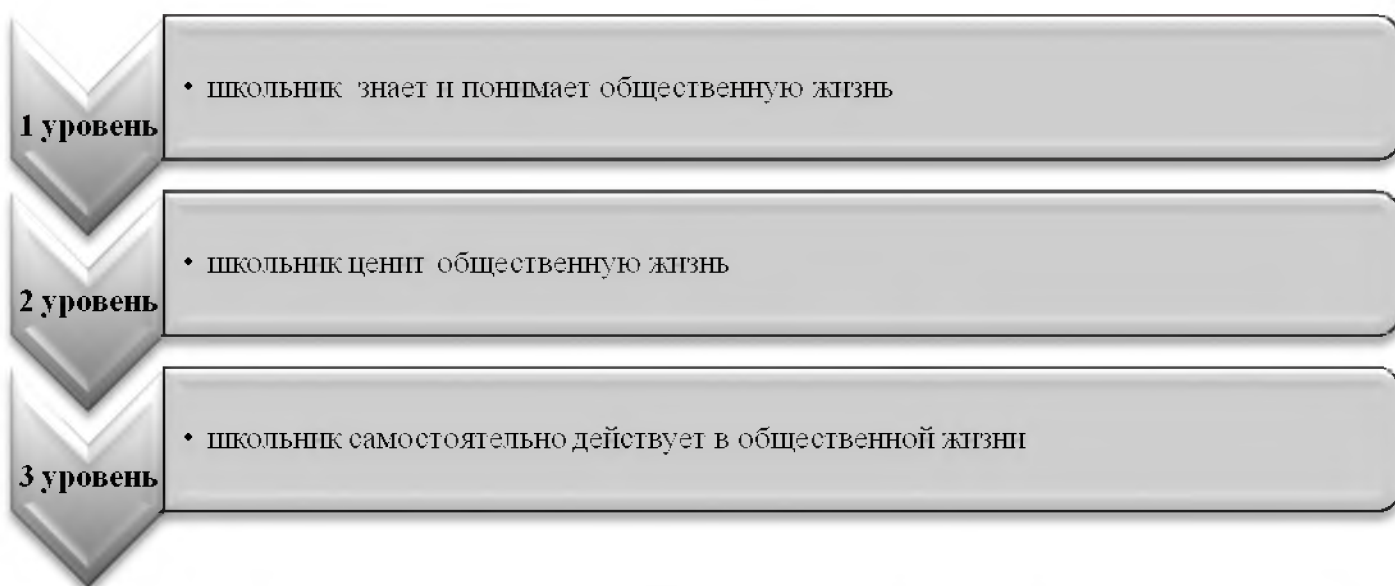 1 уровень
• школьник знает и понимает общественную жизнь
2 уровень
• школьник ценит общественную жизнь
3 уровень
• школьник самостоятельно действует в общественной жизни